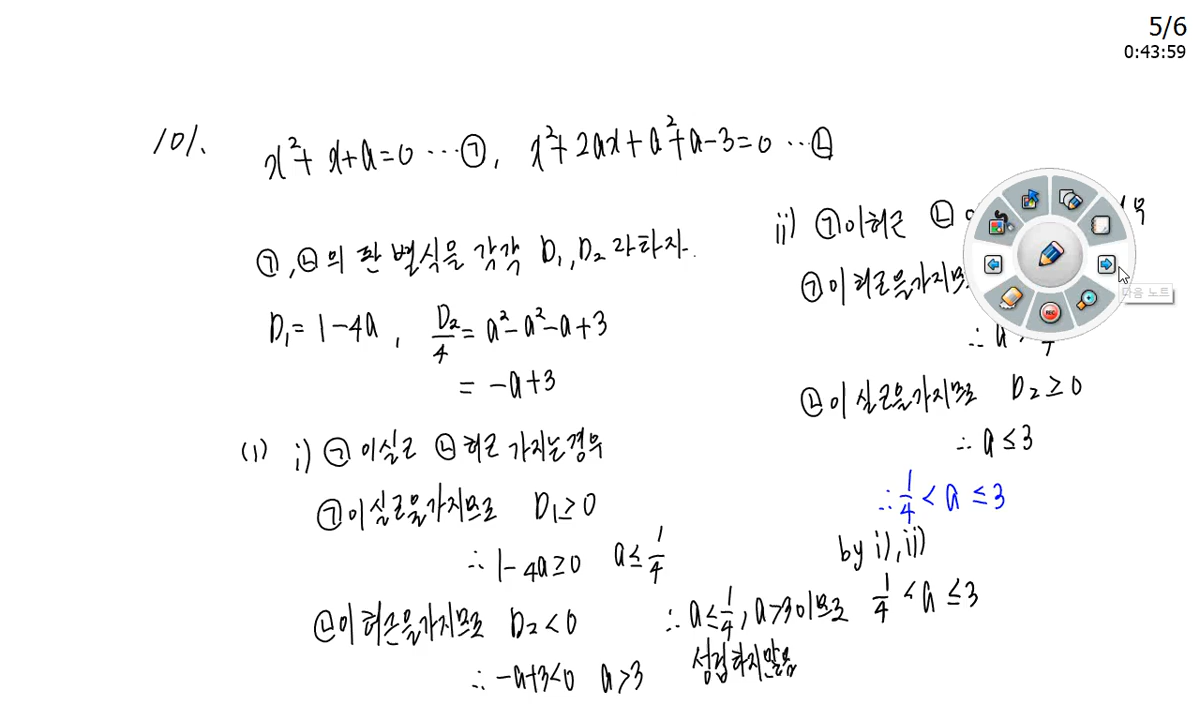 5/6
0:43:59
101. x²+x+a=0 ···㉠, x²+2ax+a²+a-3=0 ···㉡
㉠,㉡의 판별식을 각각 D₁,D₂ 라하자.
D₁=1-4a, D₂/4=a²-a²-a+3
=-a+3
(1) i) ㉠이실근 ㉡허근 가지는경우
㉠이실근을가지므로 D₁≥0
∴ 1-4a≥0 a≤1/4
㉡이허근을가지므로 D₂<0
∴ -a+3<0 a>3
∴ a≤1/4, a>3이므로
성립하지않음
ii) ㉠이허근 ㉡
㉠이허근을가지므
다음 노트
∴ a
㉡이실근을가지므로 D₂≥0
∴ a≤3
∴ 1/4<a≤3
by i),ii)
1/4<a≤3